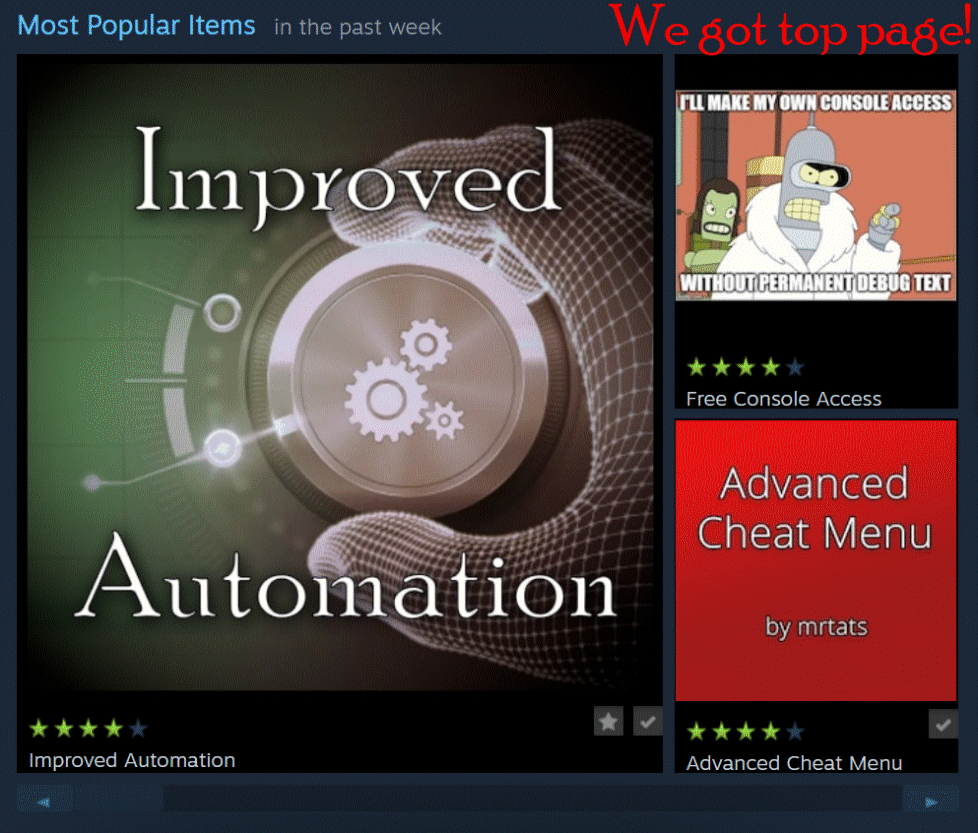 Most Popular Items in the past week
We got top page!
Improved
Automation
Improved Automation
I'LL MAKE MY OWN CONSOLE ACCESS
WITHOUT PERMANENT DEBUG TEXT
Free Console Access
Advanced
Cheat Menu
by mrtats
Advanced Cheat Menu